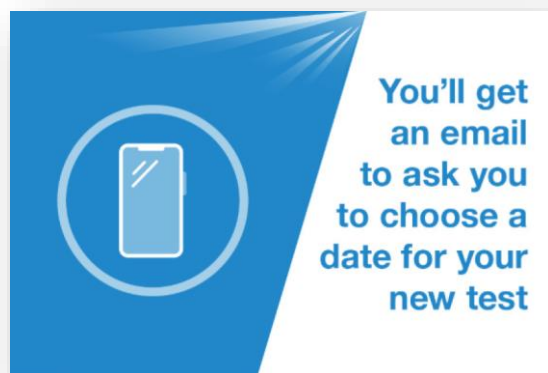 You’ll get
an email
to ask you
to choose a
date for your
new test